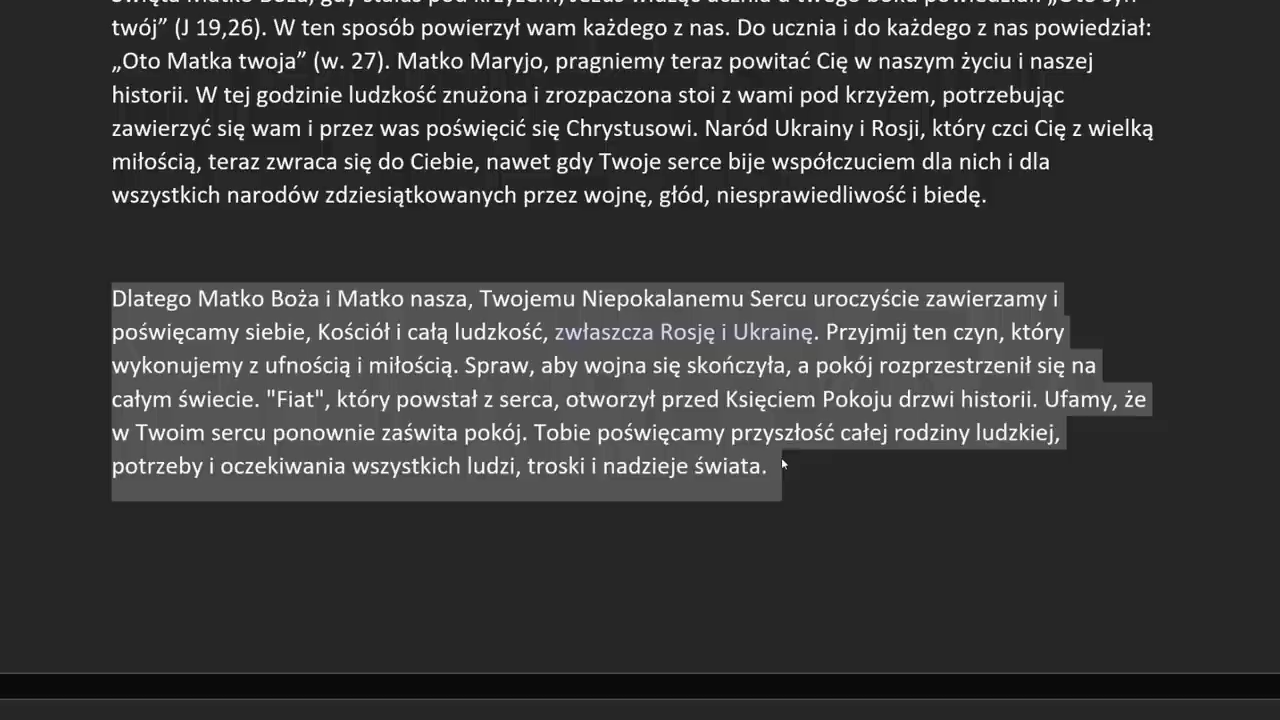 twój” (J 19,26). W ten sposób powierzył wam każdego z nas. Do ucznia i do każdego z nas powiedział:
„Oto Matka twoja” (w. 27). Matko Maryjo, pragniemy teraz powitać Cię w naszym życiu i naszej
historii. W tej godzinie ludzkość znużona i zrozpaczona stoi z wami pod krzyżem, potrzebując
zawierzyć się wam i przez was poświęcić się Chrystusowi. Naród Ukrainy i Rosji, który czci Cię z wielką
miłością, teraz zwraca się do Ciebie, nawet gdy Twoje serce bije współczuciem dla nich i dla
wszystkich narodów zdziesiątkowanych przez wojnę, głód, niesprawiedliwość i biedę.
Dlatego Matko Boża i Matko nasza, Twojemu Niepokalanemu Sercu uroczyście zawierzamy i
poświęcamy siebie, Kościół i całą ludzkość, zwłaszcza Rosję i Ukrainę. Przyjmij ten czyn, który
wykonujemy z ufnością i miłością. Spraw, aby wojna się skończyła, a pokój rozprzestrzenił się na
całym świecie. "Fiat", który powstał z serca, otworzył przed Księciem Pokoju drzwi historii. Ufamy, że
w Twoim sercu ponownie zaświta pokój. Tobie poświęcamy przyszłość całej rodziny ludzkiej,
potrzeby i oczekiwania wszystkich ludzi, troski i nadzieje świata.